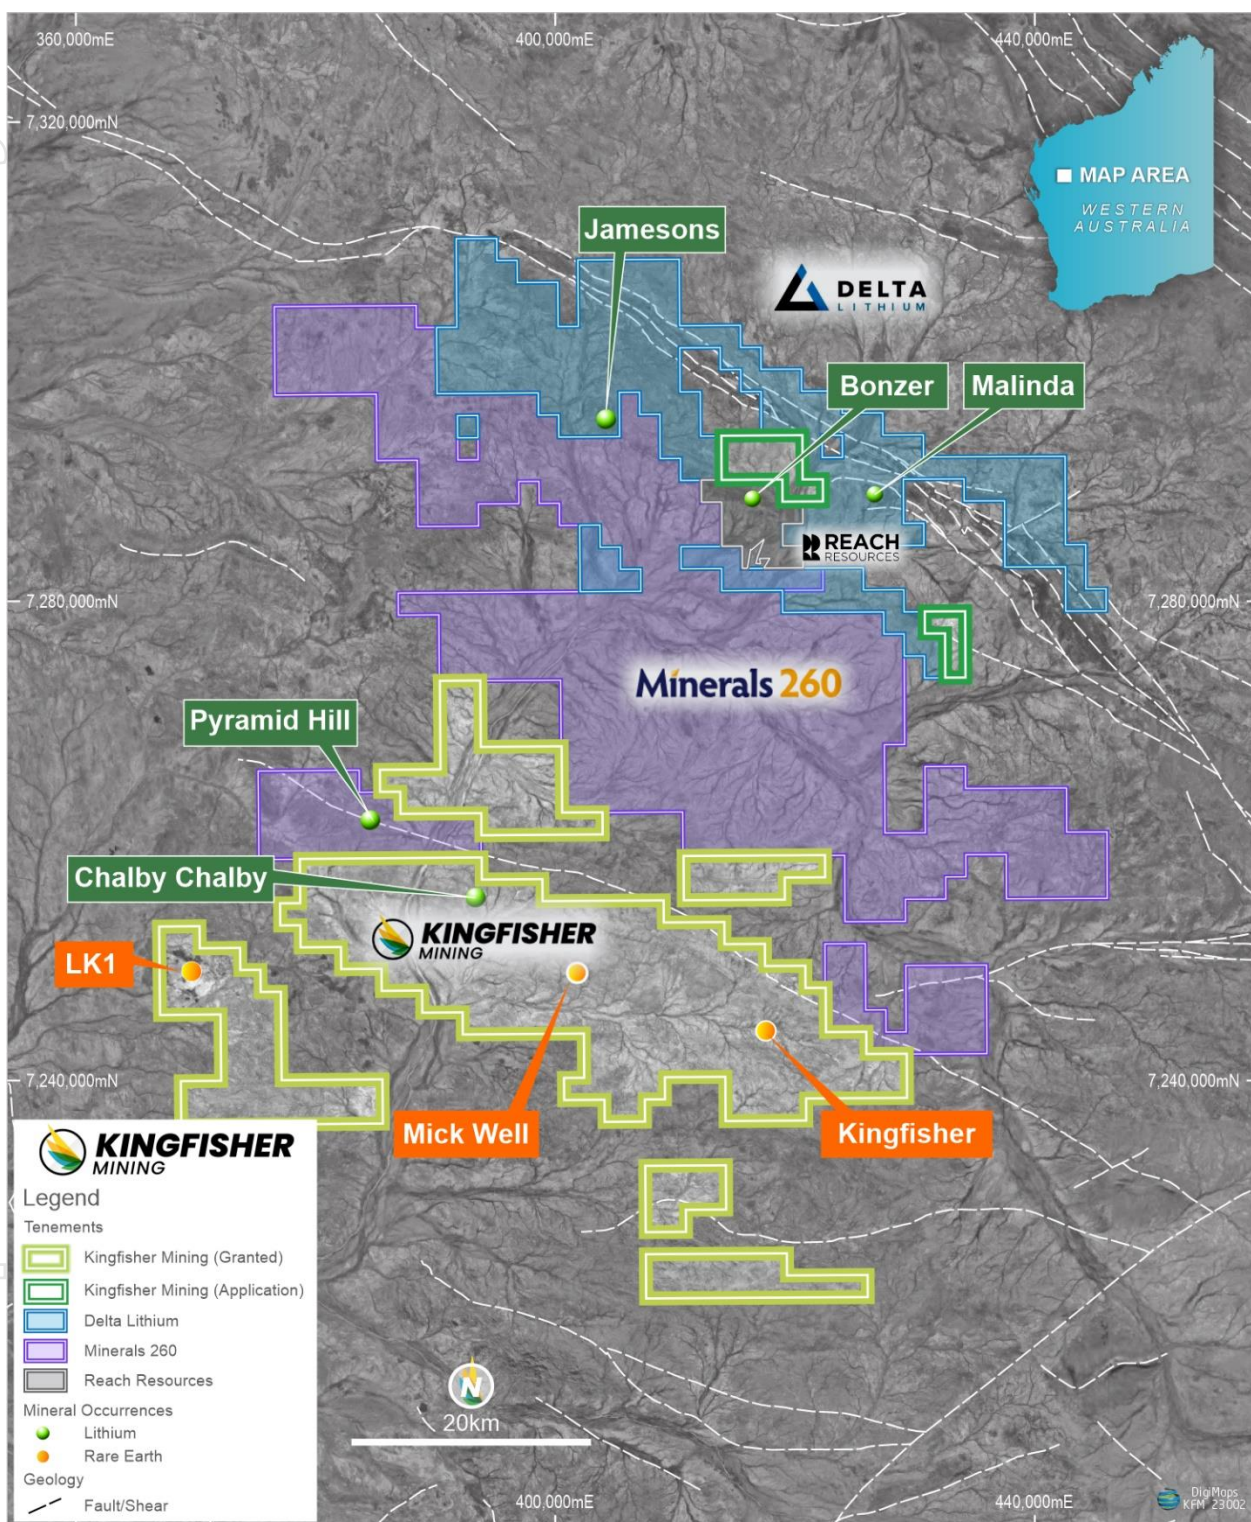 360,000mE
400,000mE
440,000mE
7,320,000mN
MAP AREA
WESTERN
AUSTRALIA
Jamesons
DELTA
LITHIUM
Bonzer
Malinda
REACH
RESOURCES
7,280,000mN
7,280,000mN
Minerals 260
Pyramid Hill
Chalby Chalby
KINGFISHER
MINING
LK1
7,240,000mN
7,240,000mN
Mick Well
Kingfisher
KINGFISHER
MINING
Legend
Tenements
Kingfisher Mining (Granted)
Kingfisher Mining (Application)
Delta Lithium
Minerals 260
Reach Resources
Mineral Occurrences
Lithium
Rare Earth
Geology
Fault/Shear
N
20km
400,000mE
440,000mE
DigiMaps
KFM_23002